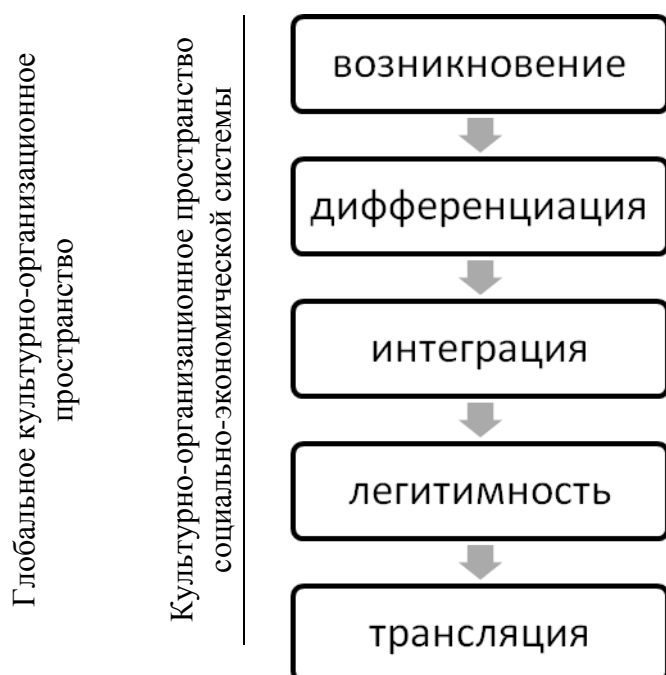 Глобальное культурно-организационное
пространство
Культурно-организационное пространство
социально-экономической системы
возникновение
дифференциация
интеграция
легитимность
трансляция